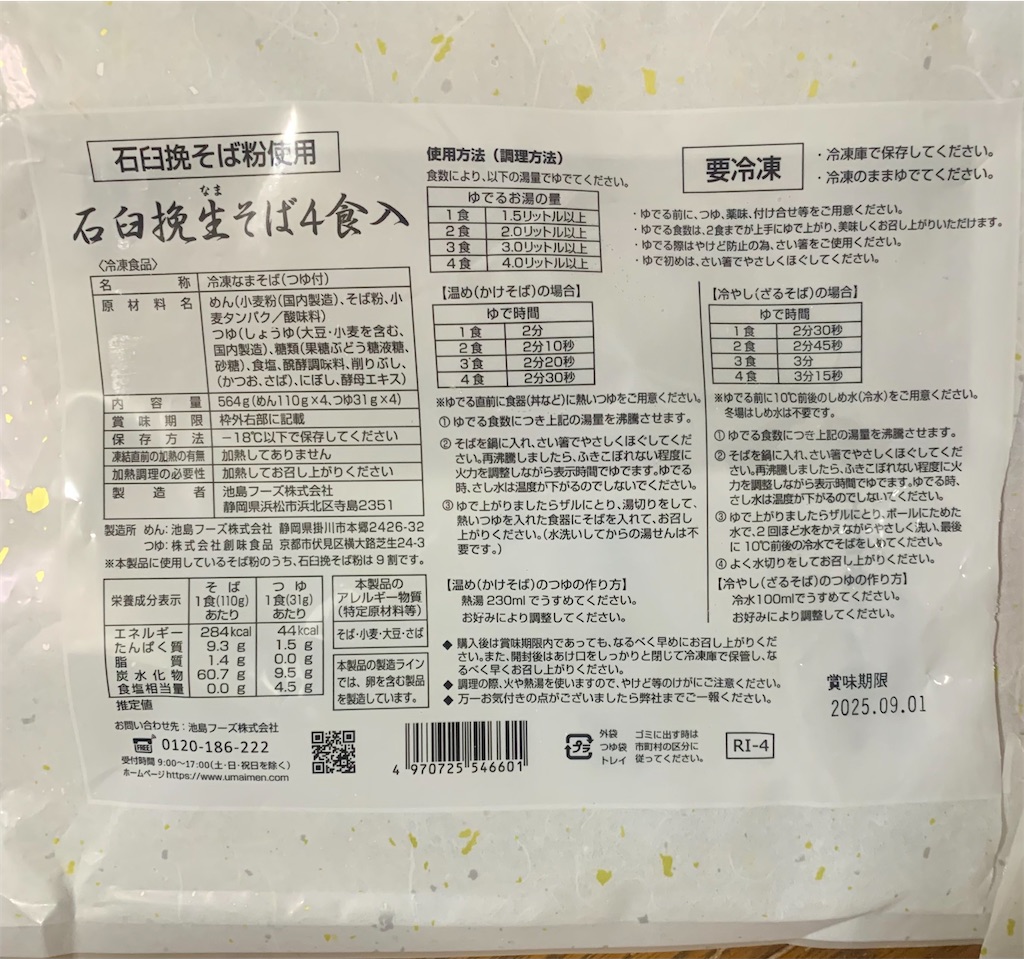 石臼挽そば粉使用
なま
石臼挽生そば4食入
〈冷凍食品〉
名称 冷凍なまそば(つゆ付)
原材料名 めん(小麦粉(国内製造)、そば粉、小
麦タンパク／酸味料)
つゆ(しょうゆ(大豆・小麦を含む、
国内製造)、糖類(果糖ぶどう糖液糖、
砂糖)、食塩、醗酵調味料、削りぶし、
(かつお、さば)、にぼし、酵母エキス)
内容量 564g(めん110g×4、つゆ31g×4)
賞味期限 枠外右部に記載
保存方法 −18℃以下で保存してください
凍結直前の加熱の有無 加熱してありません
加熱調理の必要性 加熱してお召し上がりください
製造者 池島フーズ株式会社
静岡県浜松市浜北区寺島2351
製造所 めん:池島フーズ株式会社 静岡県掛川市本郷2426-32
つゆ:株式会社創味食品 京都市伏見区横大路芝生24-3
※本製品に使用しているそば粉のうち、石臼挽そば粉は9割です。
栄養成分表示 そば 1食(110g)あたり つゆ 1食(31g)あたり
エネルギー 284kcal 44kcal
たんぱく質 9.3 g 1.5 g
脂質 1.4 g 0.0 g
炭水化物 60.7 g 9.5 g
食塩相当量 0.0 g 4.5 g
推定値
本製品の
アレルギー物質
(特定原材料等)
そば・小麦・大豆・さば
本製品の製造ライン
では、卵を含む製品
を製造しています。
お問い合わせ先:池島フーズ株式会社
FREE 0120-186-222
受付時間 9:00〜17:00(土・日・祝日を除く)
ホームページ https://www.umaimen.com
使用方法（調理方法）
食数により、以下の湯量でゆでてください。
ゆでるお湯の量
1食 1.5リットル以上
2食 2.0リットル以上
3食 3.0リットル以上
4食 4.0リットル以上
要冷凍
・冷凍庫で保存してください。
・冷凍のままゆでてください。
・ゆでる前に、つゆ、薬味、付け合せ等をご用意ください。
・ゆでる食数は、2食までが上手にゆで上がり、美味しくお召し上がりいただけます。
・ゆでる際はやけど防止の為、さい箸をご使用ください。
・ゆで初めは、さい箸でやさしくほぐしてください。
【温め(かけそば)の場合】
ゆで時間
1食 2分
2食 2分10秒
3食 2分20秒
4食 2分30秒
※ゆでる直前に食器(丼など)に熱いつゆをご用意ください。
①ゆでる食数につき上記の湯量を沸騰させます。
②そばを鍋に入れ、さい箸でやさしくほぐしてくだ
さい。再沸騰しましたら、ふきこぼれない程度に
火力を調整しながら表示時間でゆでます。ゆでる
時、さし水は温度が下がるのでしないでください。
③ゆで上がりましたらザルにとり、湯切りをして、
熱いつゆを入れた食器にそばを入れて、お召し
上がりください。(水洗いしてからの湯せんは不
要です。)
【温め(かけそば)のつゆの作り方】
熱湯 230ml でうすめてください。
お好みにより調整してください。
【冷やし(ざるそば)の場合】
ゆで時間
1食 2分30秒
2食 2分45秒
3食 3分
4食 3分15秒
※ゆでる前に10℃前後のしめ水(冷水)をご用意ください。
冬場はしめ水は不要です。
①ゆでる食数につき上記の湯量を沸騰させます。
②そばを鍋に入れ、さい箸でやさしくほぐしてくだ
さい。再沸騰しましたら、ふきこぼれない程度に火
力を調整しながら表示時間でゆでます。ゆでる時、
さし水は温度が下がるのでしないでください。
③ゆで上がりましたらザルにとり、ボールにためた
水で、2回ほど水をかえながらやさしく洗い、最後
に 10℃前後の冷水でそばをしめてください。
④よく水切りをしてお召し上がりください。
【冷やし(ざるそば)のつゆの作り方】
冷水100mlでうすめてください。
お好みにより調整してください。
◆ 購入後は賞味期限内であっても、なるべく早めにお召し上がりくだ
さい。また、開封後はあけ口をしっかりと閉じて冷凍庫で保管し、な
るべく早くお召し上がりください。
◆ 調理の際、火や熱湯を使いますので、やけど等のけがにご注意ください。
◆ 万一お気付きの点がございましたら弊社までご一報ください。
賞味期限
2025.09.01
4 970725 546601
プラ
外袋
つゆ袋
トレイ
ゴミに出す時は
市町村の区分に
従ってください。
RI-4